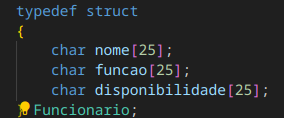 typedef struct
{
    char nome[25];
    char funcao[25];
    char disponibilidade[25];
} Funcionario;